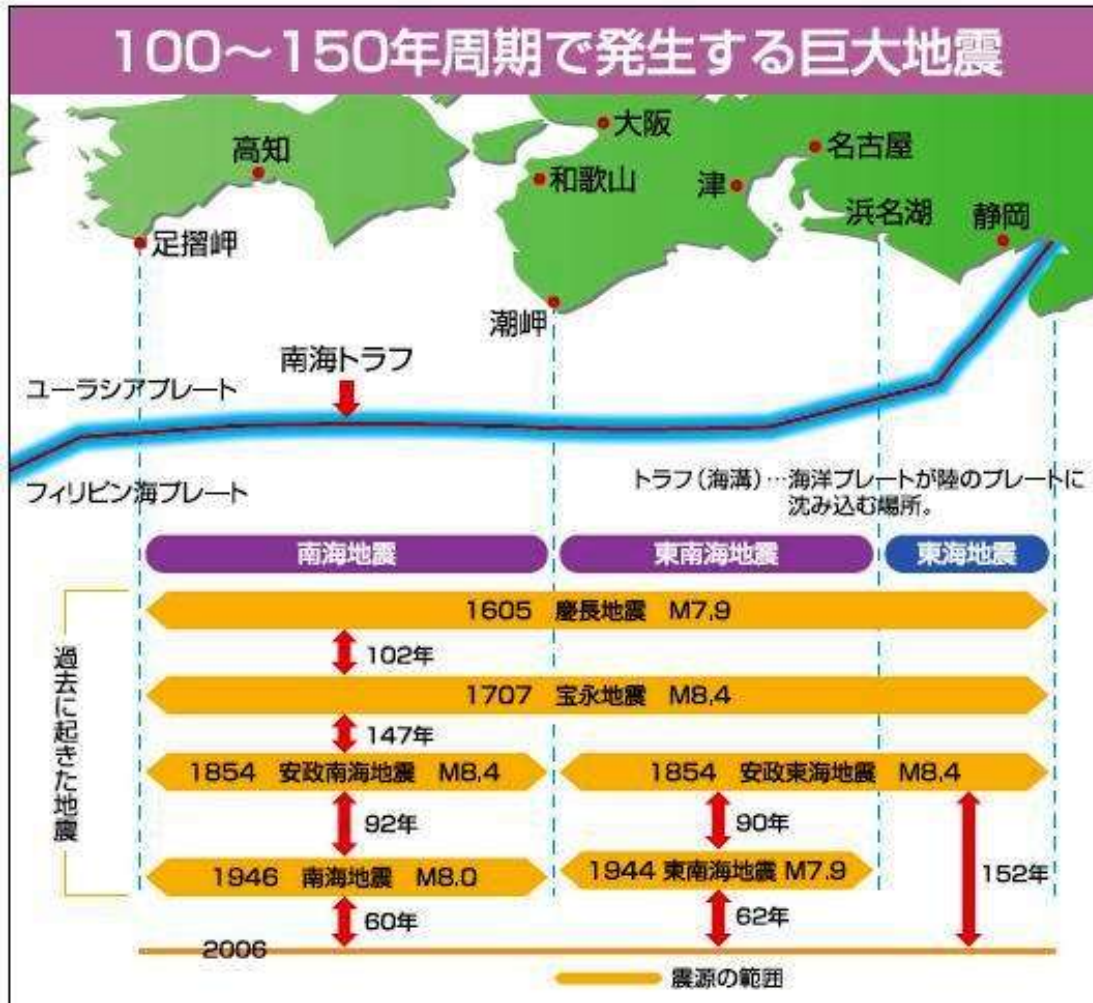 100～150年周期で発生する巨大地震
大阪
名古屋
高知
和歌山
津
浜名湖
静岡
足摺岬
潮岬
南海トラフ
ユーラシアプレート
フィリピン海プレート
トラフ(海溝)…海洋プレートが陸のプレートに
沈み込む場所。
南海地震
東南海地震
東海地震
過去に起きた地震
1605 慶長地震 M7.9
102年
1707 宝永地震 M8.4
147年
1854 安政南海地震 M8.4
1854 安政東海地震 M8.4
92年
90年
152年
1946 南海地震 M8.0
1944 東南海地震 M7.9
60年
62年
2006
震源の範囲